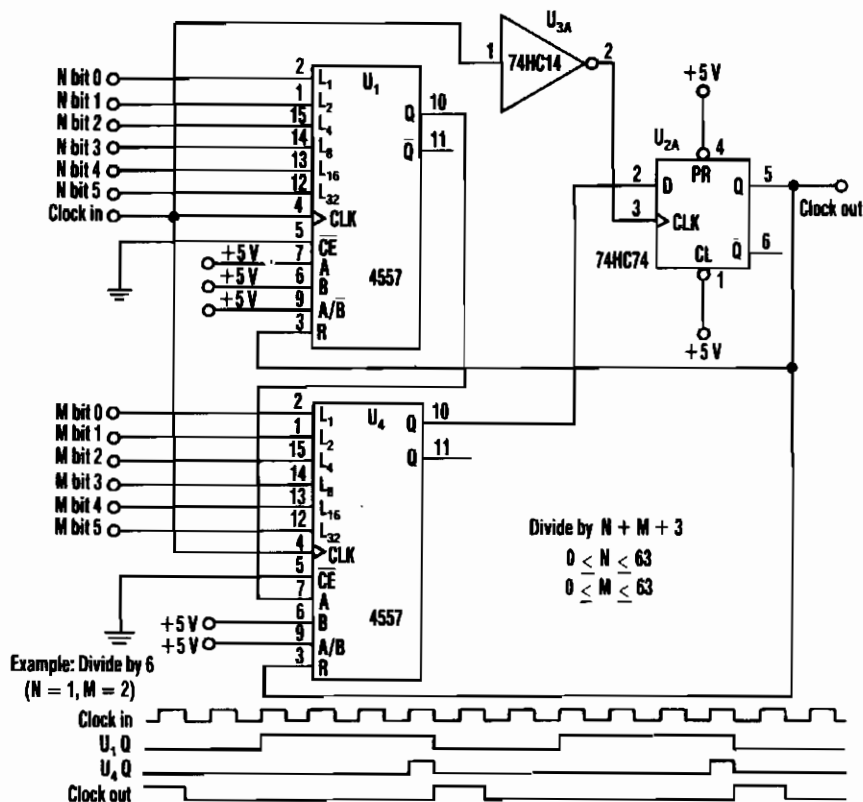 U3A
1
74HC14
2
+5 V
N bit 0
2
L1
U1
N bit 1
1
L2
Q
10
N bit 2
15
L4
N bit 3
14
L8
Q̅
11
N bit 4
13
L16
N bit 5
12
L32
Clock in
4
CLK
5
C̅E̅
+5 V
7
A
+5 V
6
B
4557
+5 V
9
A/B̅
3
R
U2A
4
PR
2
D
Q
5
Clock out
3
CLK
74HC74
CL
Q̅
6
1
+5 V
M bit 0
2
L1
U4
Q
10
M bit 1
1
L2
M bit 2
15
L4
Q
11
M bit 3
14
L8
M bit 4
13
L16
M bit 5
12
L32
4
CLK
5
C̅E̅
7
A
+5 V
6
B
4557
+5 V
9
A/B
3
R
Divide by N + M + 3
0 ≤ N ≤ 63
0 ≤ M ≤ 63
Example: Divide by 6
(N = 1, M = 2)
Clock in
U1 Q
U4 Q
Clock out